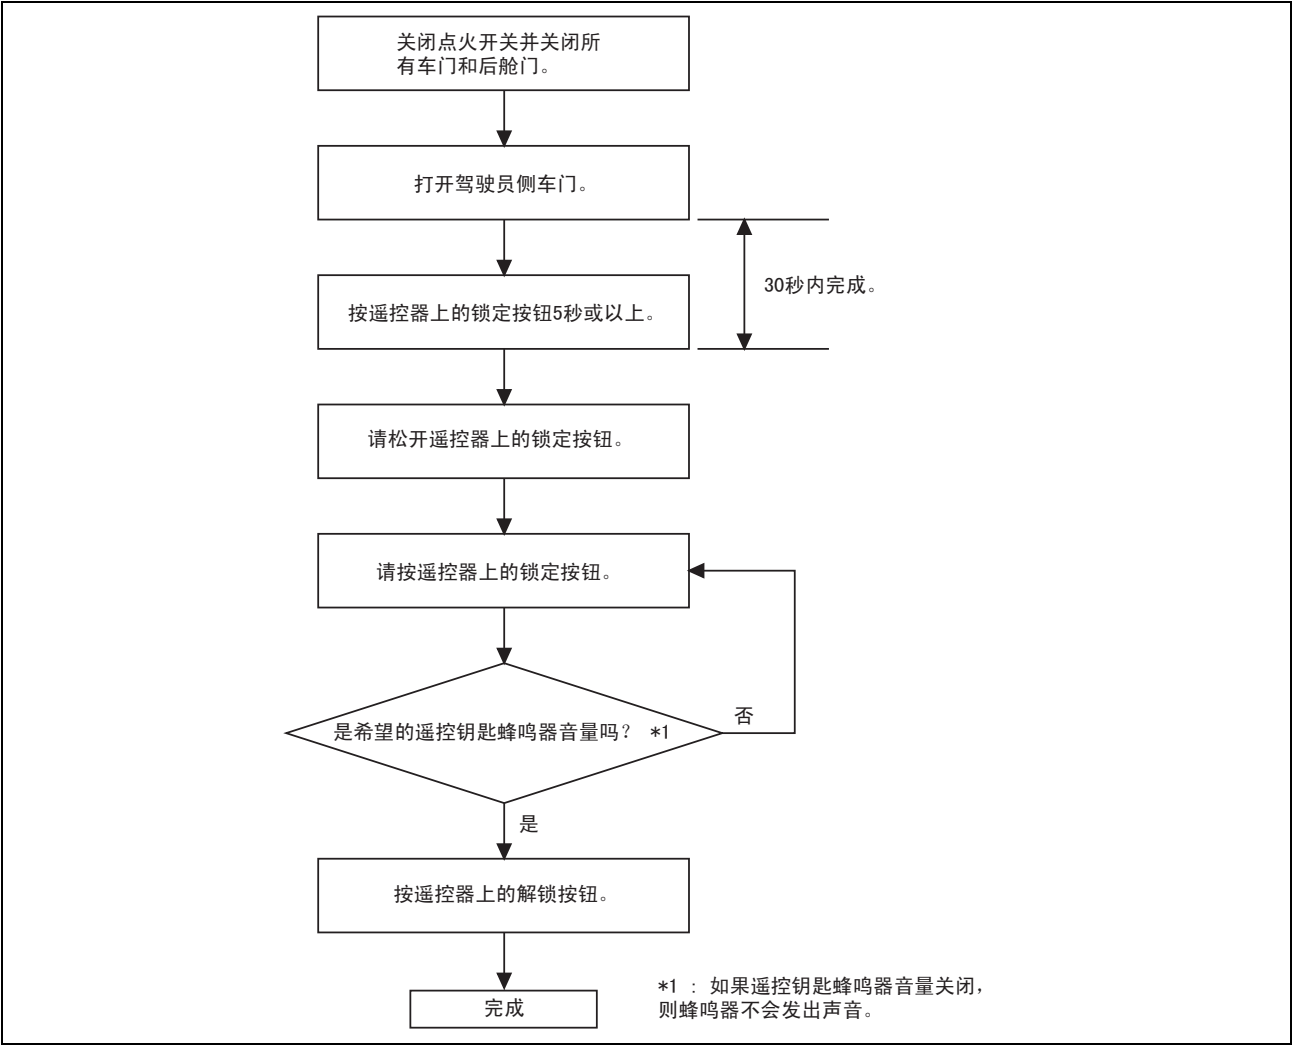 关闭点火开关并关闭所
有车门和后舱门。
打开驾驶员侧车门。
30秒内完成。
按遥控器上的锁定按钮5秒或以上。
请松开遥控器上的锁定按钮。
请按遥控器上的锁定按钮。
否
是希望的遥控钥匙蜂鸣器音量吗？ *1
是
按遥控器上的解锁按钮。
完成
*1 : 如果遥控钥匙蜂鸣器音量关闭，
则蜂鸣器不会发出声音。